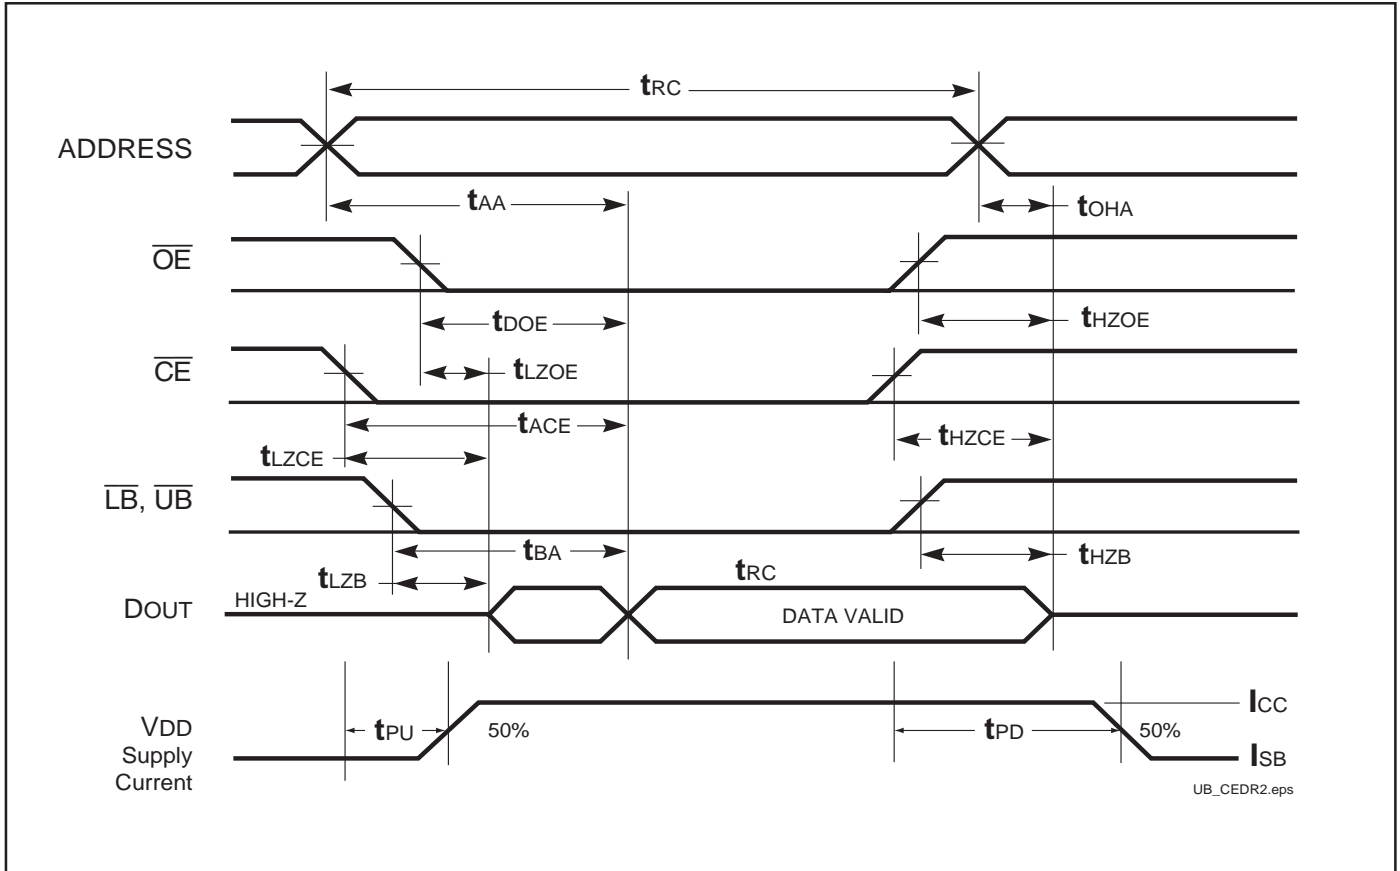 tRC
ADDRESS
tAA
tOHA
OE
tDOE
tHZOE
CE
tLZOE
tACE
tHZCE
tLZCE
LB, UB
tBA
tHZB
tLZB
tRC
HIGH-Z
DOUT
DATA VALID
ICC
VDD
tPU
50%
tPD
50%
Supply
ISB
Current
UB_CEDR2.eps